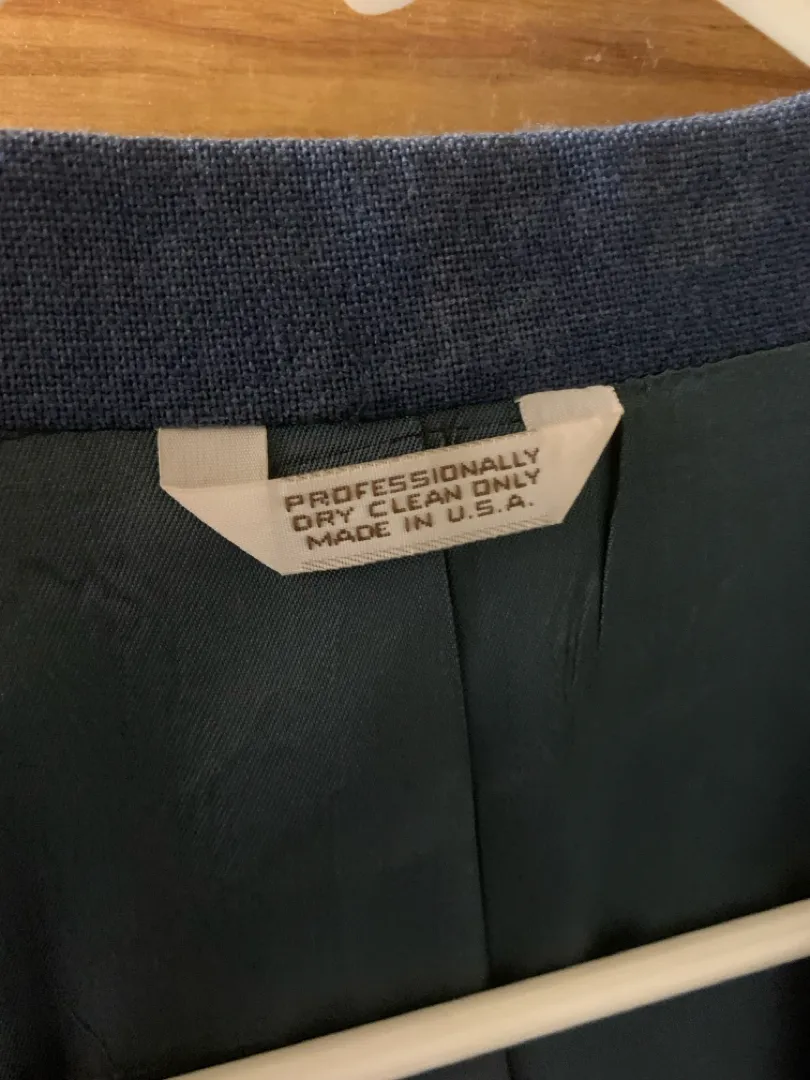 PROFESSIONALLY
DRY CLEAN ONLY
MADE IN U.S.A.